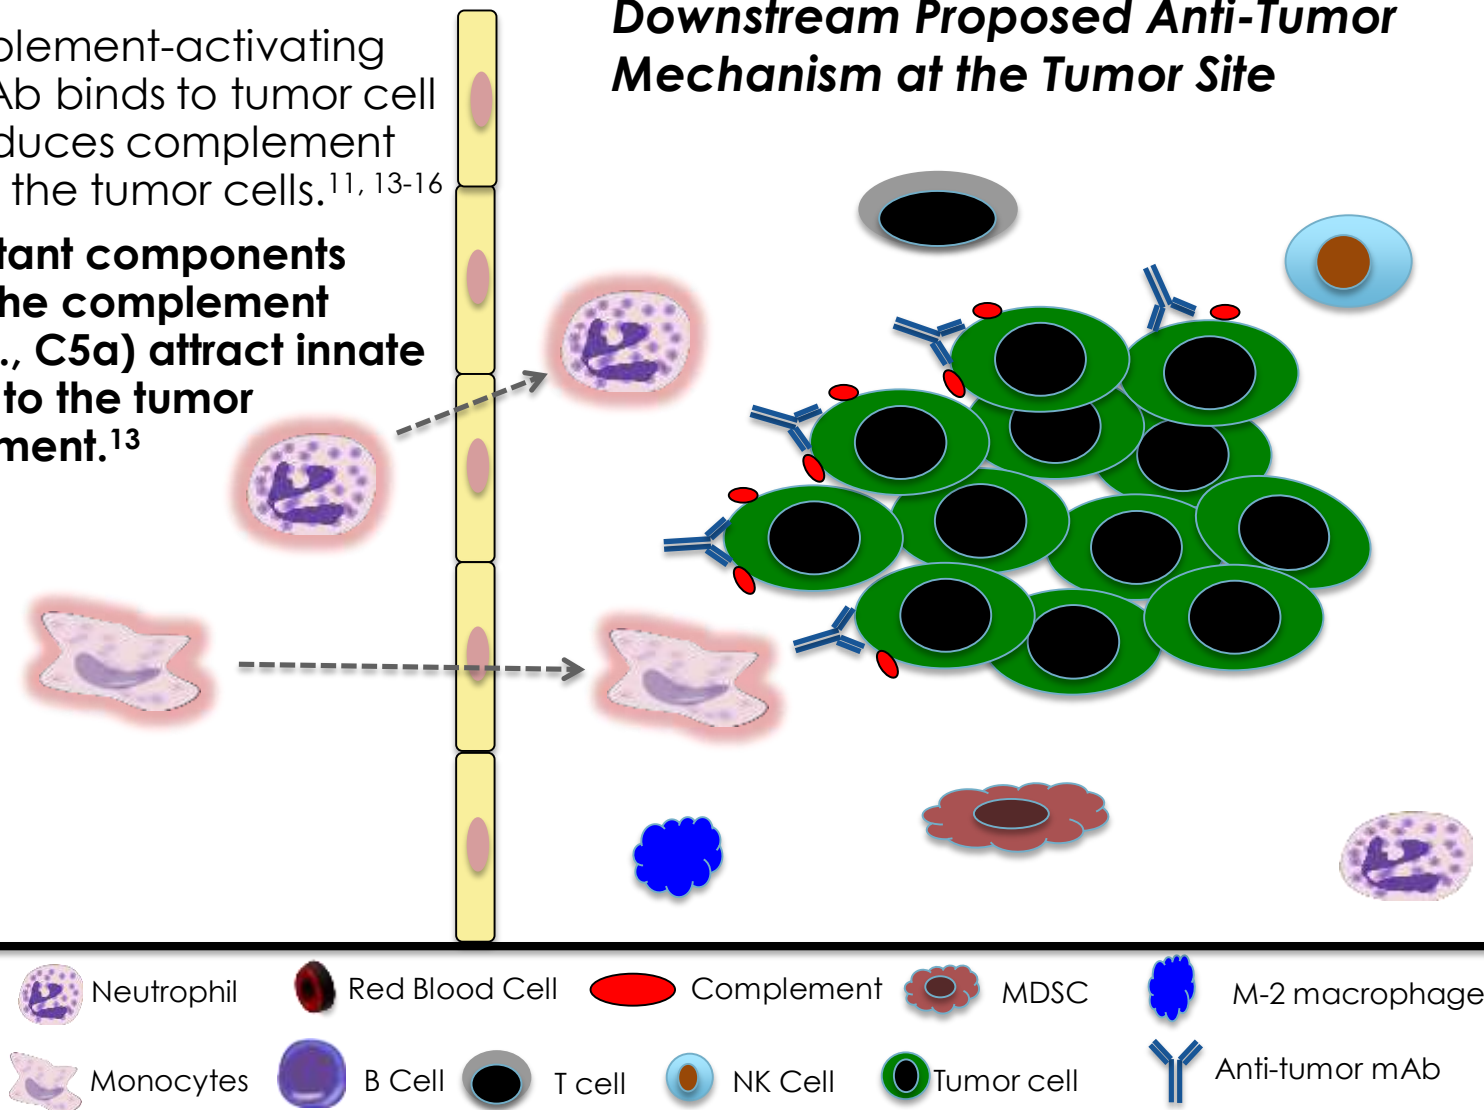 Downstream Proposed Anti-Tumor
Mechanism at the Tumor Site
plement-activating
Ab binds to tumor cell
duces complement
the tumor cells.11, 13-16
tant components
he complement
., C5a) attract innate
to the tumor
ment.13
Neutrophil
Red Blood Cell
Complement
MDSC
M-2 macrophage
Monocytes
B Cell
T cell
NK Cell
Tumor cell
Anti-tumor mAb